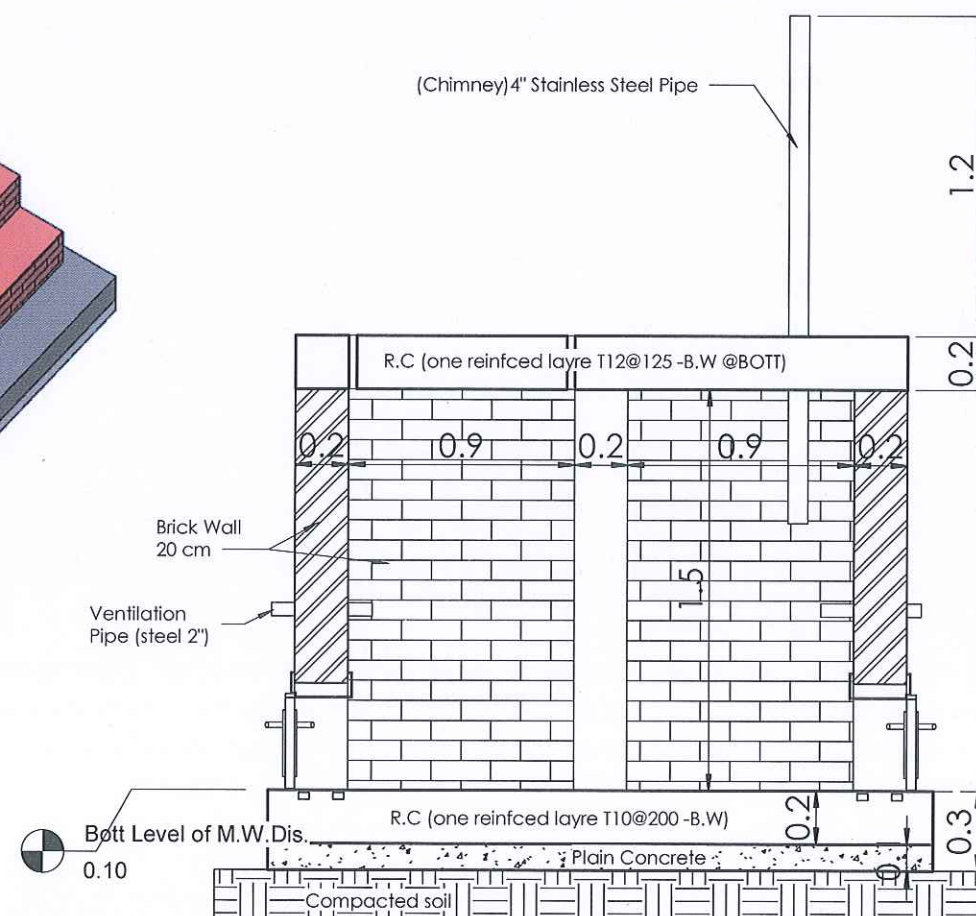 (Chimney)4" Stainless Steel Pipe
1.2
R.C (one reinfced layre T12@125 -B.W @BOTT)
0.2
0.2
0.9
0.2
0.9
0.2
Brick Wall
20 cm
1.5
Ventilation
Pipe (steel 2")
R.C (one reinfced layre T10@200 -B.W)
0.2
0.3
Bott Level of M.W.Dis.
0.10
Plain Concrete
0
Compacted soil